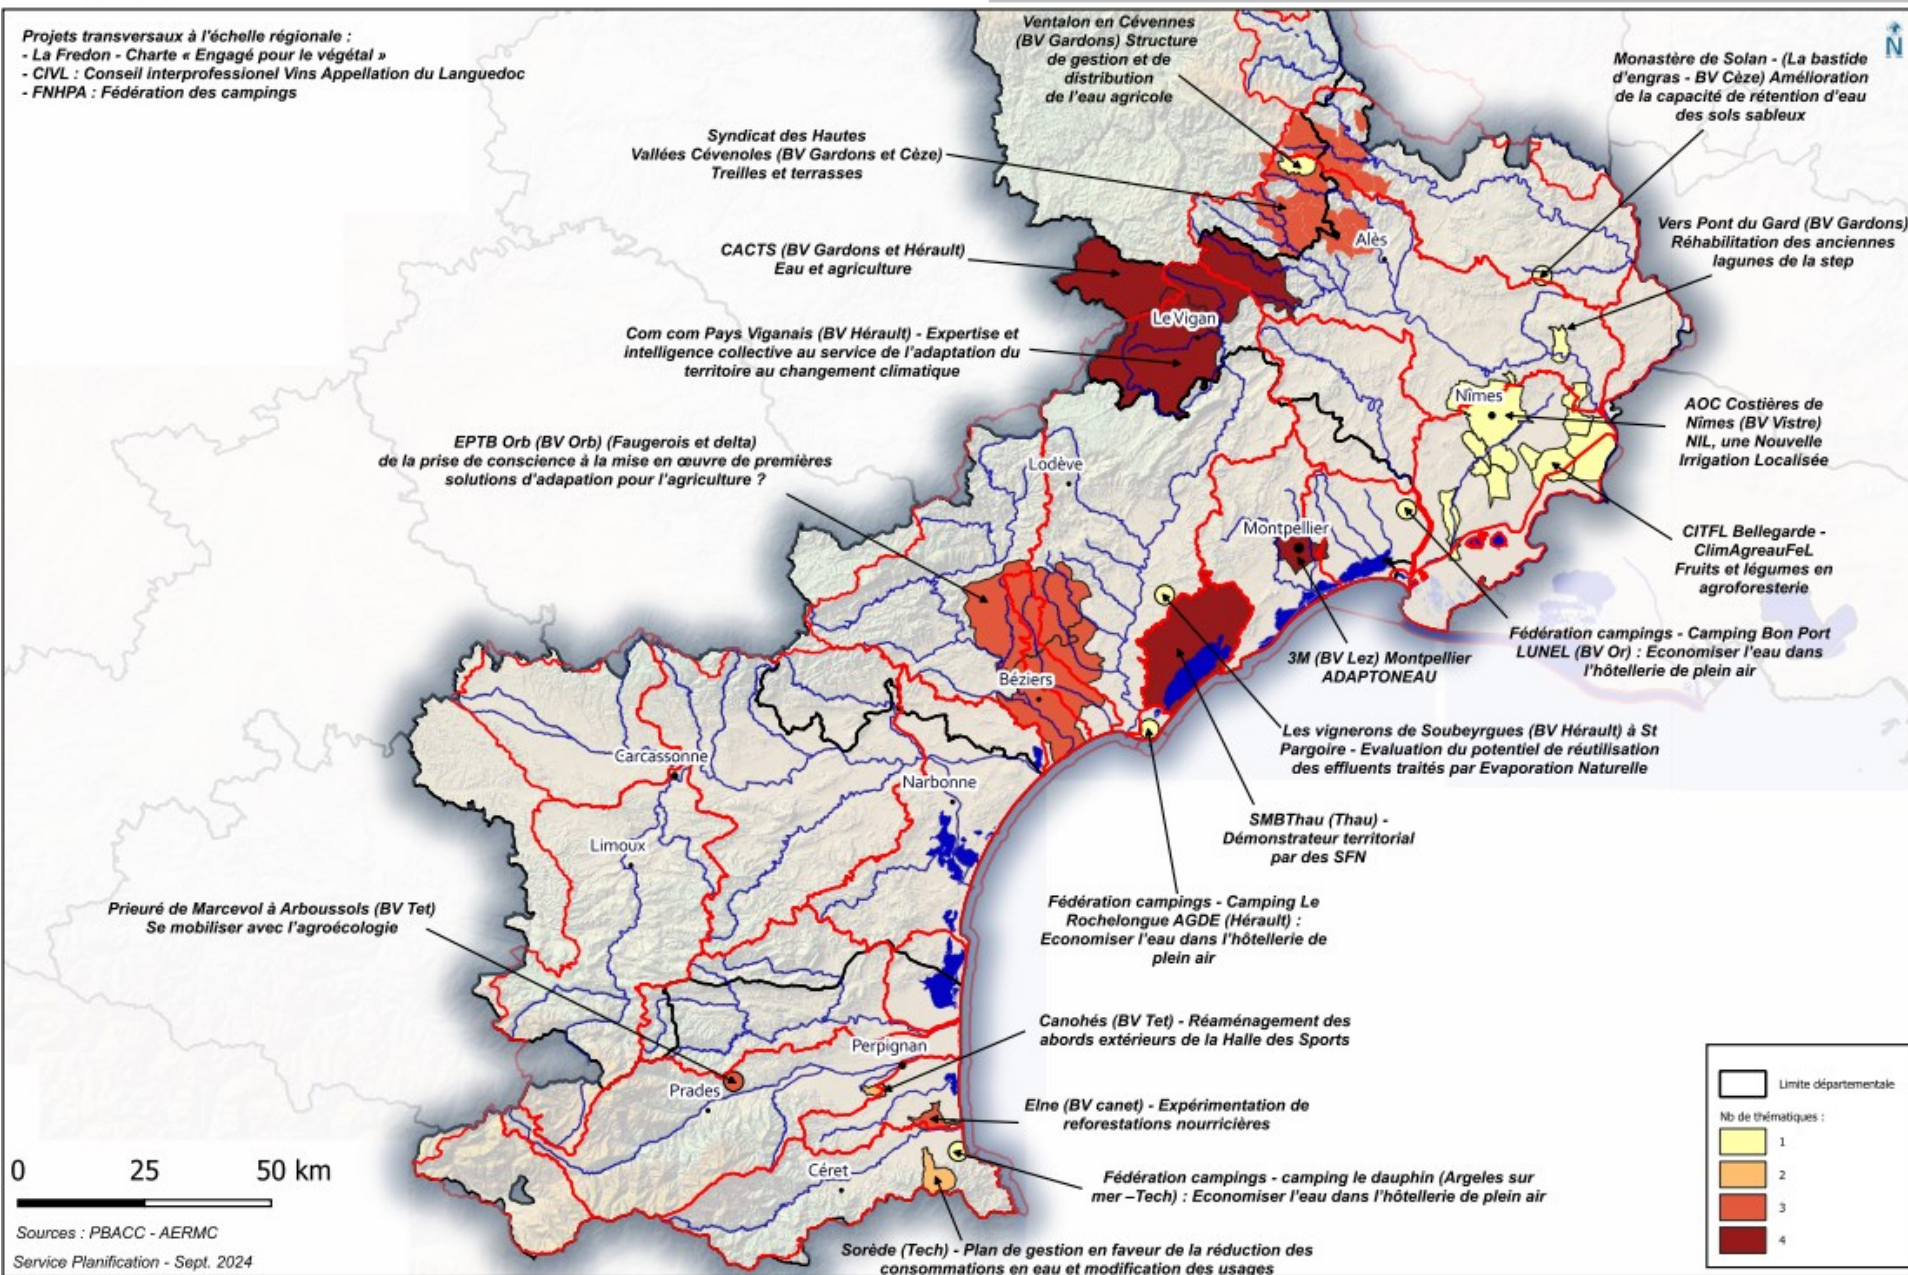 Projets transversaux à l'échelle régionale :
- La Fredon - Charte « Engagé pour le végétal »
- CIVL : Conseil interprofessionel Vins Appellation du Languedoc
- FNHPA : Fédération des campings
Ventalon en Cévennes
(BV Gardons) Structure
de gestion et de
distribution
de l'eau agricole
N
Monastère de Solan - (La bastide
d'engras - BV Cèze) Amélioration
de la capacité de rétention d'eau
des sols sableux
Syndicat des Hautes
Vallées Cévenoles (BV Gardons et Cèze)
Treilles et terrasses
Vers Pont du Gard (BV Gardons)
Réhabilitation des anciennes
lagunes de la step
Alès
CACTS (BV Gardons et Hérault)
Eau et agriculture
Le Vigan
Com com Pays Viganais (BV Hérault) - Expertise et
intelligence collective au service de l'adaptation du
territoire au changement climatique
Nîmes
AOC Costières de
Nîmes (BV Vistre)
NIL, une Nouvelle
Irrigation Localisée
EPTB Orb (BV Orb) (Faugerois et delta)
de la prise de conscience à la mise en œuvre de premières
solutions d'adapation pour l'agriculture ?
Lodève
Montpellier
CITFL Bellegarde -
ClimAgreauFeL
Fruits et légumes en
agroforesterie
Fédération campings - Camping Bon Port
LUNEL (BV Or) : Economiser l'eau dans
l'hôtellerie de plein air
3M (BV Lez) Montpellier
ADAPTONEAU
Béziers
Les vignerons de Soubeyrgues (BV Hérault) à St
Pargoire - Evaluation du potentiel de réutilisation
des effluents traités par Evaporation Naturelle
Carcassonne
Narbonne
SMBThau (Thau) -
Démonstrateur territorial
par des SFN
Limoux
Fédération campings - Camping Le
Rochelongue AGDE (Hérault) :
Economiser l'eau dans l'hôtellerie de
plein air
Prieuré de Marcevol à Arboussols (BV Tet)
Se mobiliser avec l'agroécologie
Canohés (BV Tet) - Réaménagement des
abords extérieurs de la Halle des Sports
Perpignan
Prades
Elne (BV canet) - Expérimentation de
reforestations nourricières
Céret
Fédération campings - camping le dauphin (Argeles sur
mer –Tech) : Economiser l'eau dans l'hôtellerie de plein air
Sorède (Tech) - Plan de gestion en faveur de la réduction des
consommations en eau et modification des usages
Limite départementale
Nb de thématiques :
1
2
3
4
0 25 50 km
Sources : PBACC - AERMC
Service Planification - Sept. 2024